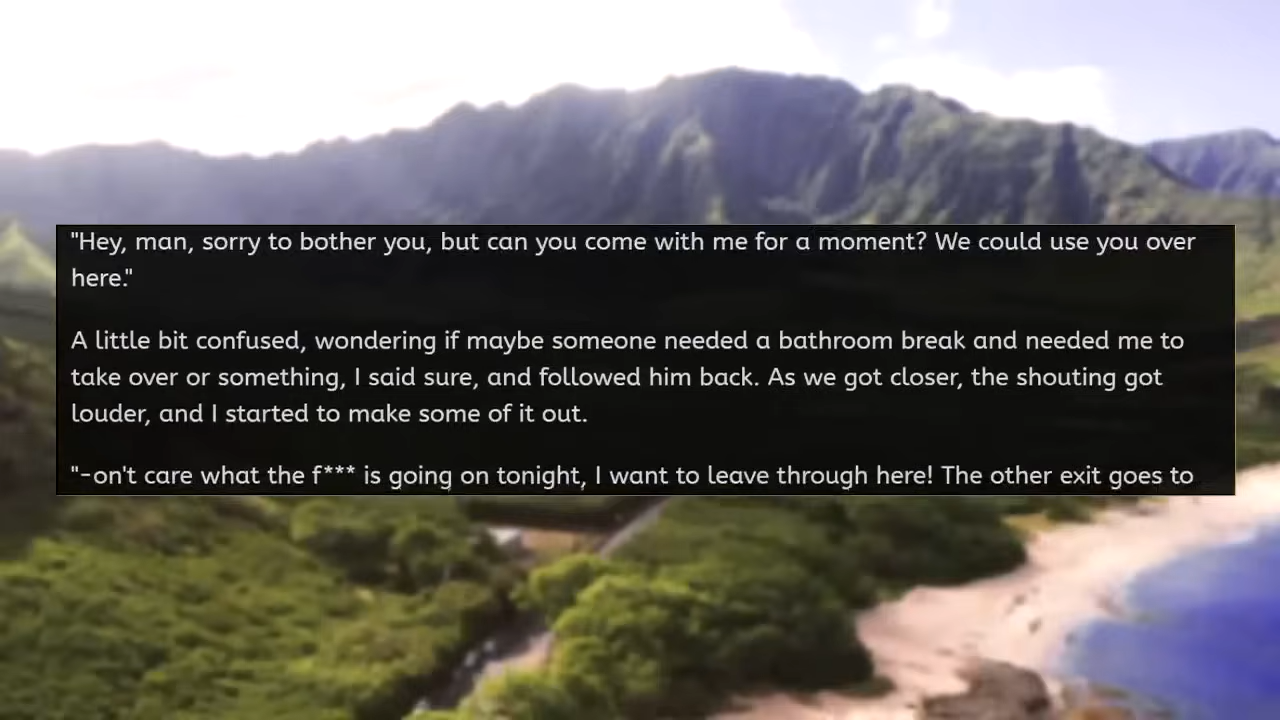 "Hey, man, sorry to bother you, but can you come with me for a moment? We could use you over
here."
A little bit confused, wondering if maybe someone needed a bathroom break and needed me to
take over or something, I said sure, and followed him back. As we got closer, the shouting got
louder, and I started to make some of it out.
"-on't care what the f*** is going on tonight, I want to leave through here! The other exit goes to